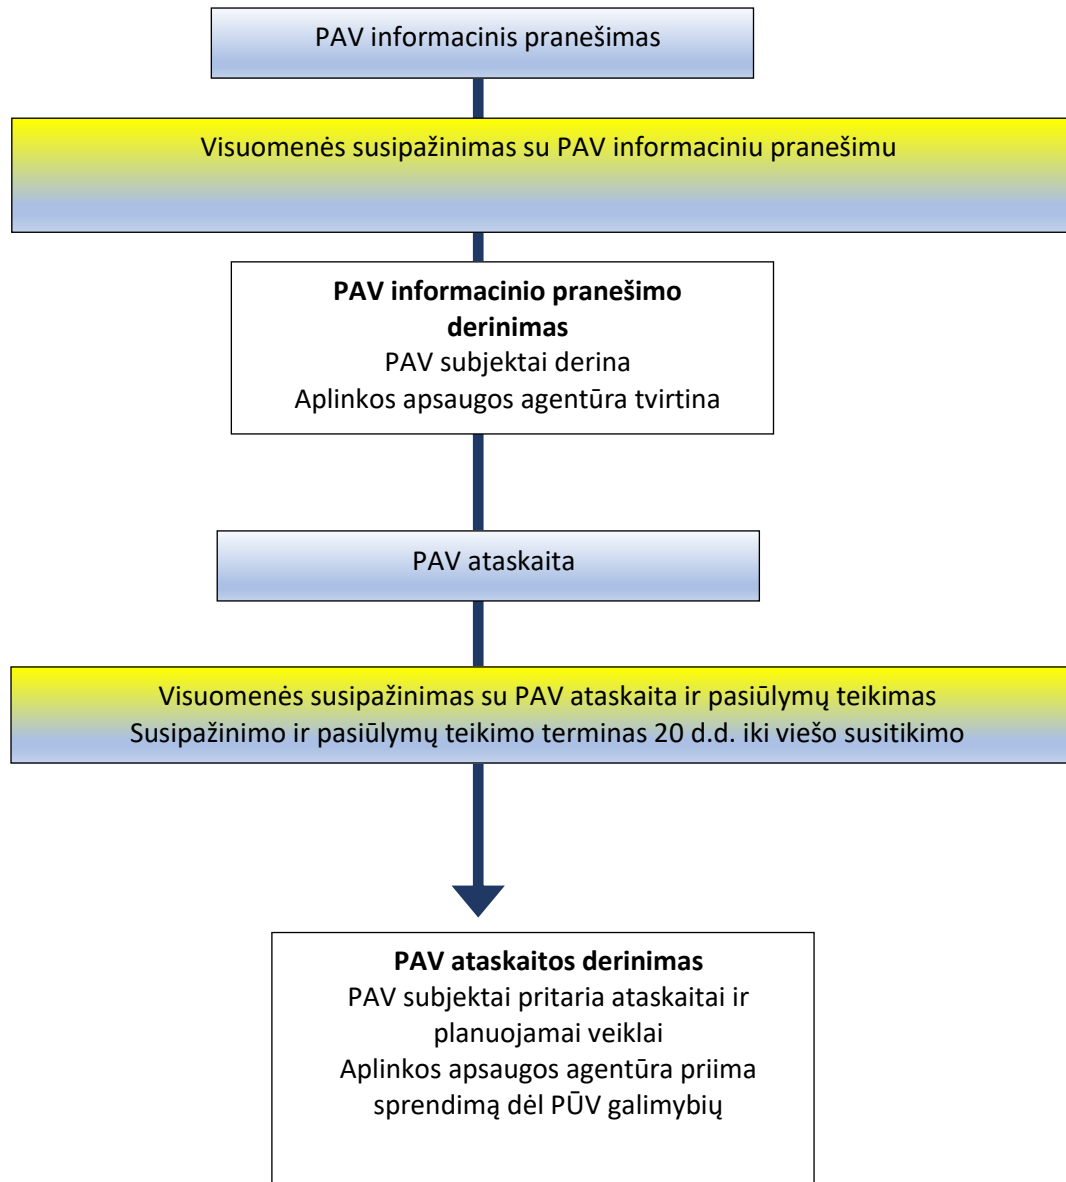 PAV informacinis pranešimas
Visuomenės susipažinimas su PAV informaciniu pranešimu
PAV informacinio pranešimo
derinimas
PAV subjektai derina
Aplinkos apsaugos agentūra tvirtina
PAV ataskaita
Visuomenės susipažinimas su PAV ataskaita ir pasiūlymų teikimas
Susipažinimo ir pasiūlymų teikimo terminas 20 d.d. iki viešo susitikimo
PAV ataskaitos derinimas
PAV subjektai pritaria ataskaitai ir
planuojamai veiklai
Aplinkos apsaugos agentūra priima
sprendimą dėl PŪV galimybių